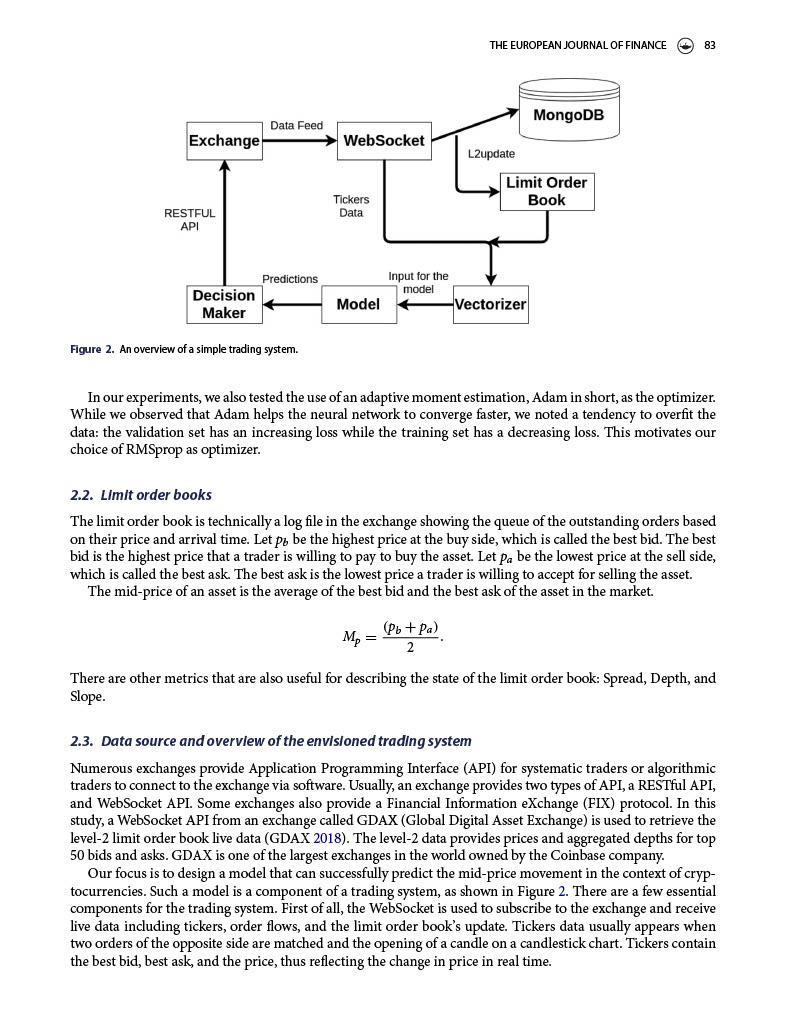 THE EUROPEAN JOURNAL OF FINANCE 83
MongoDB
Data Feed
Exchange
WebSocket
L2update
Limit Order
Book
Tickers
Data
RESTFUL
API
Predictions
Input for the
model
Decision
Maker
Model
Vectorizer
Figure 2. An overview of a simple trading system.
In our experiments, we also tested the use of an adaptive moment estimation, Adam in short, as the optimizer.
While we observed that Adam helps the neural network to converge faster, we noted a tendency to overfit the
data: the validation set has an increasing loss while the training set has a decreasing loss. This motivates our
choice of RMSprop as optimizer.
2.2. Limit order books
The limit order book is technically a log file in the exchange showing the queue of the outstanding orders based
on their price and arrival time. Let p_b be the highest price at the buy side, which is called the best bid. The best
bid is the highest price that a trader is willing to pay to buy the asset. Let p_a be the lowest price at the sell side,
which is called the best ask. The best ask is the lowest price a trader is willing to accept for selling the asset.
The mid-price of an asset is the average of the best bid and the best ask of the asset in the market.
M_p = (p_b + p_a) / 2 .
There are other metrics that are also useful for describing the state of the limit order book: Spread, Depth, and
Slope.
2.3. Data source and overview of the envisioned trading system
Numerous exchanges provide Application Programming Interface (API) for systematic traders or algorithmic
traders to connect to the exchange via software. Usually, an exchange provides two types of API, a RESTful API,
and WebSocket API. Some exchanges also provide a Financial Information eXchange (FIX) protocol. In this
study, a WebSocket API from an exchange called GDAX (Global Digital Asset Exchange) is used to retrieve the
level-2 limit order book live data (GDAX 2018). The level-2 data provides prices and aggregated depths for top
50 bids and asks. GDAX is one of the largest exchanges in the world owned by the Coinbase company.
Our focus is to design a model that can successfully predict the mid-price movement in the context of cryp-
tocurrencies. Such a model is a component of a trading system, as shown in Figure 2. There are a few essential
components for the trading system. First of all, the WebSocket is used to subscribe to the exchange and receive
live data including tickers, order flows, and the limit order book's update. Tickers data usually appears when
two orders of the opposite side are matched and the opening of a candle on a candlestick chart. Tickers contain
the best bid, best ask, and the price, thus reflecting the change in price in real time.